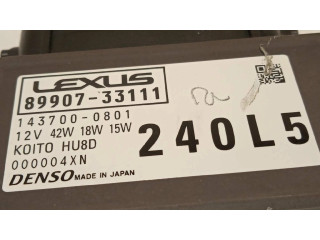 LEXUS
89907-33111
143700-0801
12V 42W 18W 15W
KOITO HU8D
000004XN
240L5
DENSO MADE IN JAPAN